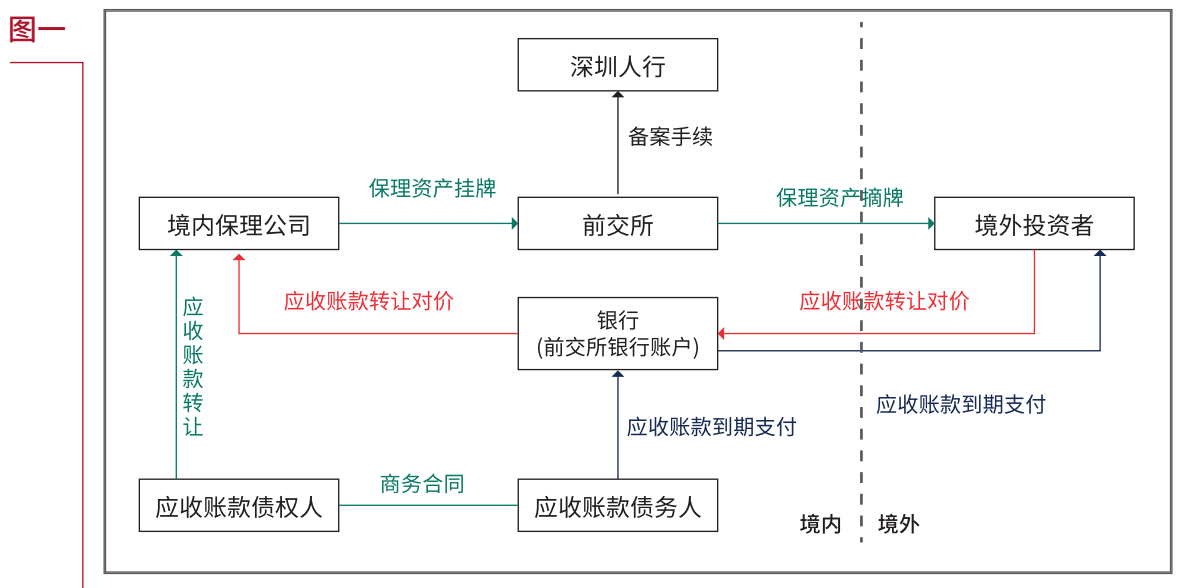 图一
深圳人行
备案手续
保理资产挂牌
保理资产摘牌
境内保理公司
前交所
境外投资者
应收账款转让对价
应收账款转让对价
应收账款转让
银行
(前交所银行账户)
应收账款到期支付
应收账款到期支付
商务合同
应收账款债权人
应收账款债务人
境内
境外